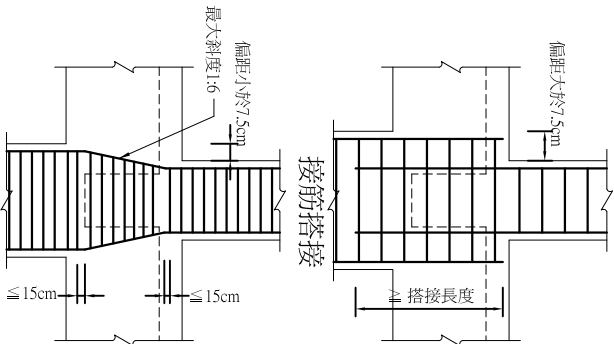 最大斜度1:6
偏距小於7.5cm
偏距大於7.5cm
接筋搭接
≦15cm
≦15cm
≧ 搭接長度